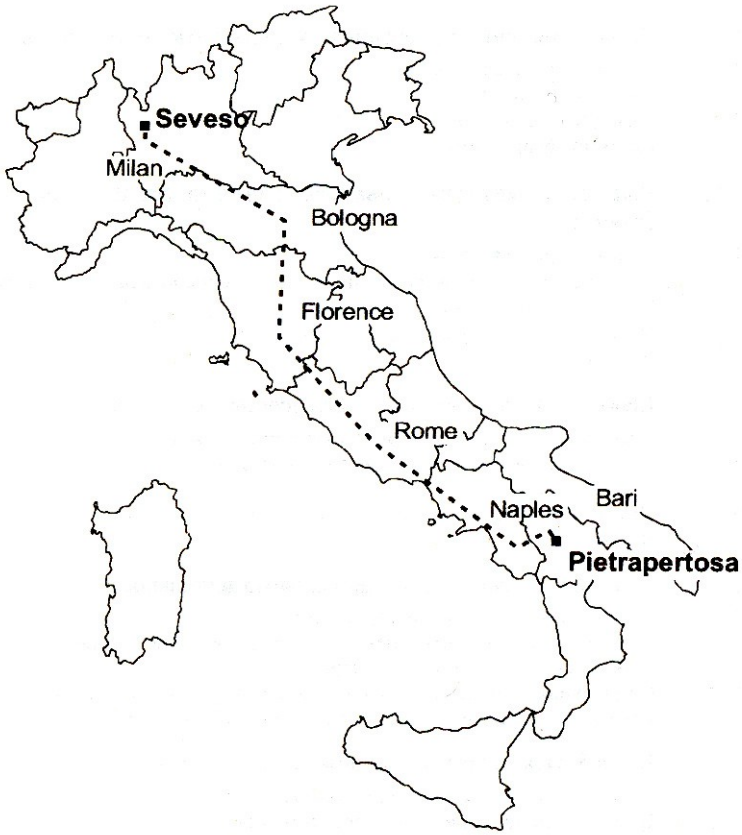 Seveso
Milan
Bologna
Florence
Rome
Naples
Bari
Pietrapertosa